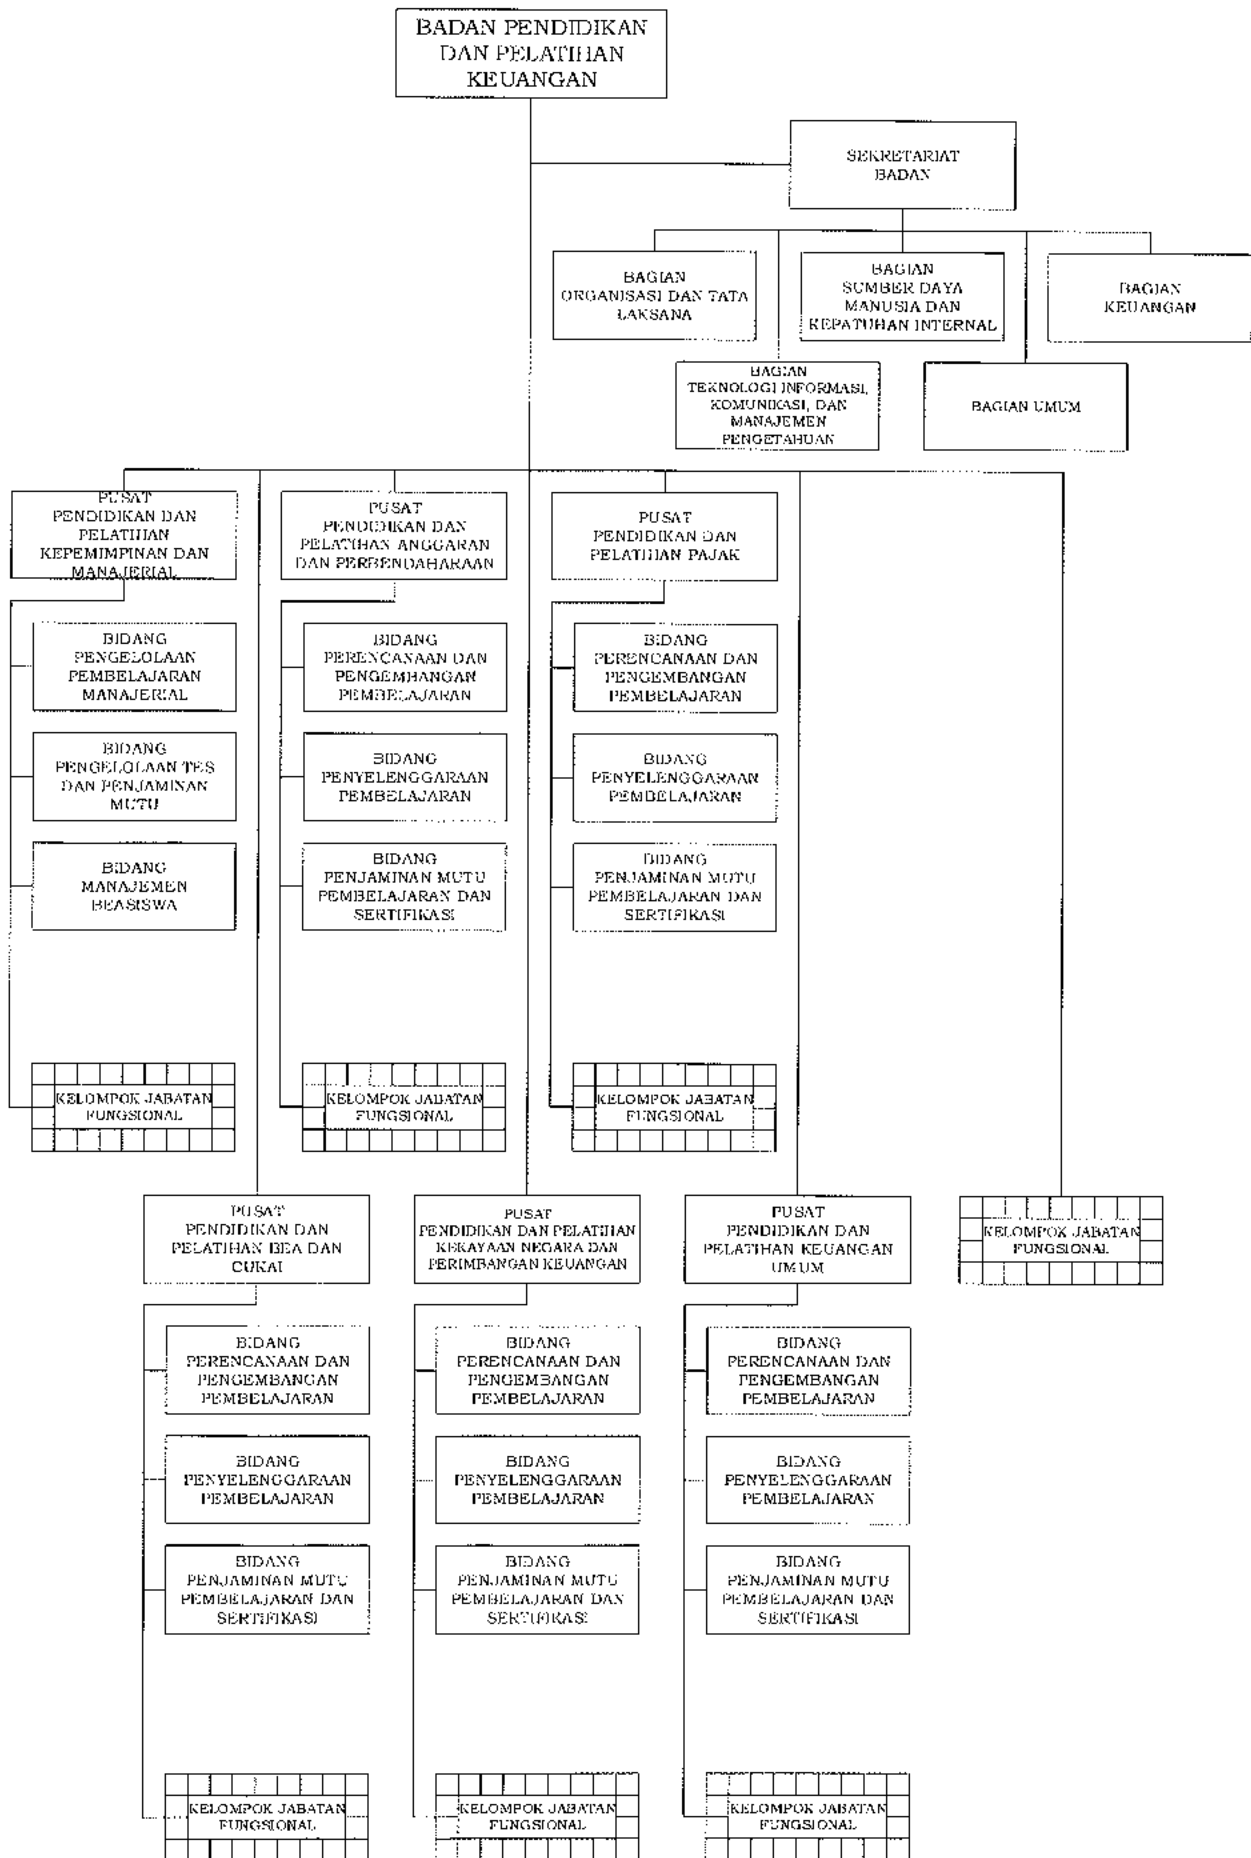 BADAN PENDIDIKAN
DAN PELATIHAN
KEUANGAN
SEKRETARIAT
BADAN
BAGIAN
ORGANISASI DAN TATA
LAKSANA
BAGIAN
SUMBER DAYA
MANUSIA DAN
KEPATUHAN INTERNAL
BAGIAN
KEUANGAN
BAGIAN
TEKNOLOGI INFORMASI,
KOMUNIKASI, DAN
MANAJEMEN
PENGETAHUAN
BAGIAN UMUM
PUSAT
PENDIDIKAN DAN
PELATIHAN
KEPEMIMPINAN DAN
MANAJERIAL
PUSAT
PENDIDIKAN DAN
PELATIHAN ANGGARAN
DAN PERBENDAHARAAN
PUSAT
PENDIDIKAN DAN
PELATIHAN PAJAK
BIDANG
PENGELOLAAN
PEMBELAJARAN
MANAJERIAL
BIDANG
PERENCANAAN DAN
PENGEMBANGAN
PEMBELAJARAN
BIDANG
PERENCANAAN DAN
PENGEMBANGAN
PEMBELAJARAN
BIDANG
PENGELOLAAN TES
DAN PENJAMINAN
MUTU
BIDANG
PENYELENGGARAAN
PEMBELAJARAN
BIDANG
PENYELENGGARAAN
PEMBELAJARAN
BIDANG
MANAJEMEN
BEASISWA
BIDANG
PENJAMINAN MUTU
PEMBELAJARAN DAN
SERTIFIKASI
BIDANG
PENJAMINAN MUTU
PEMBELAJARAN DAN
SERTIFIKASI
KELOMPOK JABATAN
FUNGSIONAL
KELOMPOK JABATAN
FUNGSIONAL
KELOMPOK JABATAN
FUNGSIONAL
PUSAT
PENDIDIKAN DAN
PELATIHAN BEA DAN
CUKAI
PUSAT
PENDIDIKAN DAN PELATIHAN
KEKAYAAN NEGARA DAN
PERIMBANGAN KEUANGAN
PUSAT
PENDIDIKAN DAN
PELATIHAN KEUANGAN
UMUM
KELOMPOK JABATAN
FUNGSIONAL
BIDANG
PERENCANAAN DAN
PENGEMBANGAN
PEMBELAJARAN
BIDANG
PERENCANAAN DAN
PENGEMBANGAN
PEMBELAJARAN
BIDANG
PERENCANAAN DAN
PENGEMBANGAN
PEMBELAJARAN
BIDANG
PENYELENGGARAAN
PEMBELAJARAN
BIDANG
PENYELENGGARAAN
PEMBELAJARAN
BIDANG
PENYELENGGARAAN
PEMBELAJARAN
BIDANG
PENJAMINAN MUTU
PEMBELAJARAN DAN
SERTIFIKASI
BIDANG
PENJAMINAN MUTU
PEMBELAJARAN DAN
SERTIFIKASI
BIDANG
PENJAMINAN MUTU
PEMBELAJARAN DAN
SERTIFIKASI
KELOMPOK JABATAN
FUNGSIONAL
KELOMPOK JABATAN
FUNGSIONAL
KELOMPOK JABATAN
FUNGSIONAL